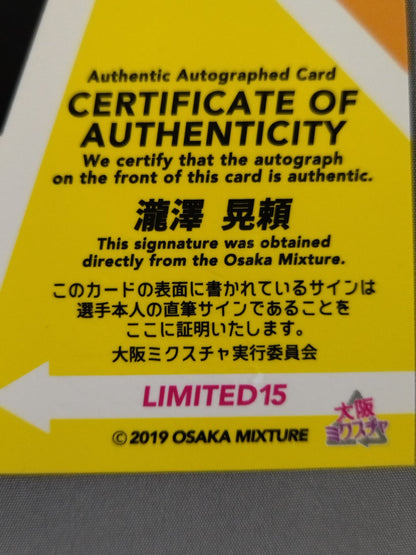 Authentic Autographed Card
CERTIFICATE OF
AUTHENTICITY
We certify that the autograph
on the front of this card is authentic.
瀧澤 晃頼
This signnature was obtained
directly from the Osaka Mixture.
このカードの表面に書かれているサインは
選手本人の直筆サインであることを
ここに証明いたします。
大阪ミクスチャ実行委員会
LIMITED15
大阪
ミクスチャ
© 2019 OSAKA MIXTURE